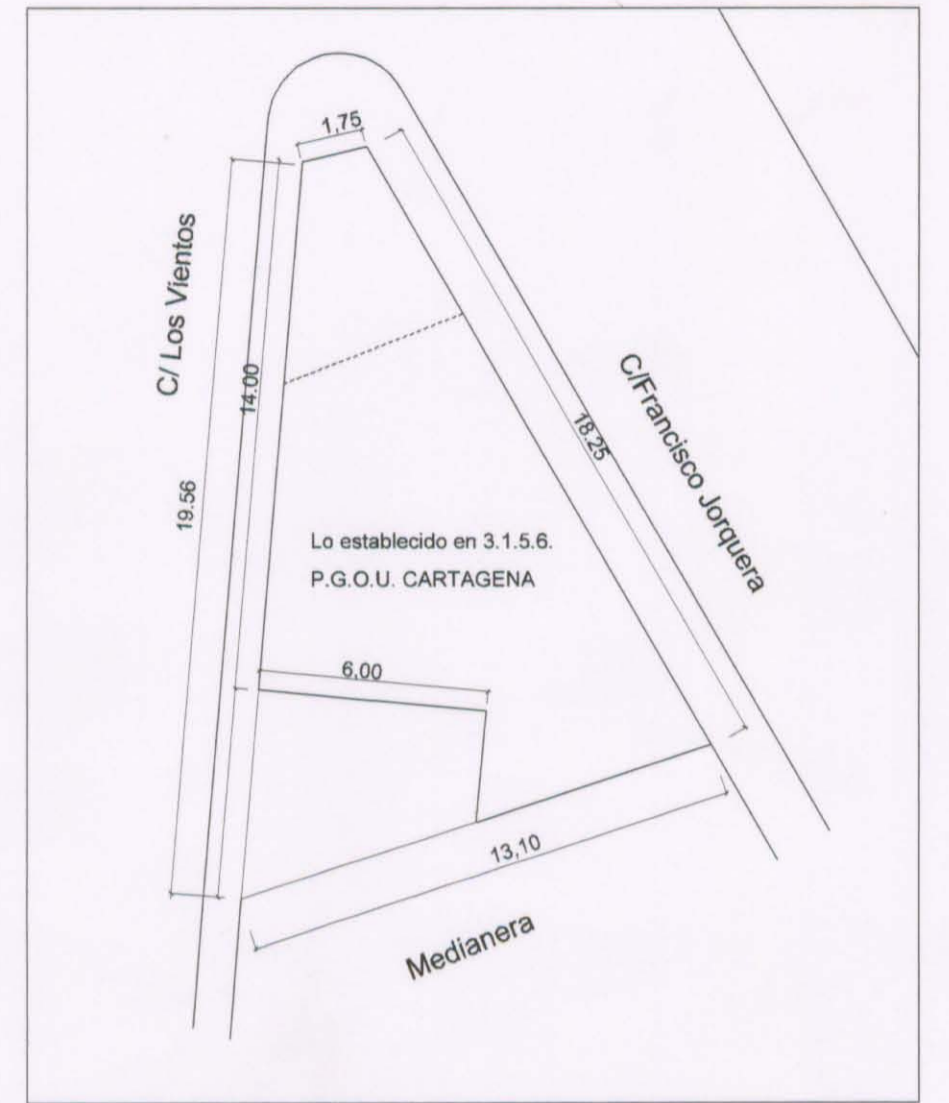 1,75
C/ Los Vientos
14.00
19.56
18.25
C/Francisco Jorquera
Lo establecido en 3.1.5.6.
P.G.O.U. CARTAGENA
6,00
13,10
Medianera